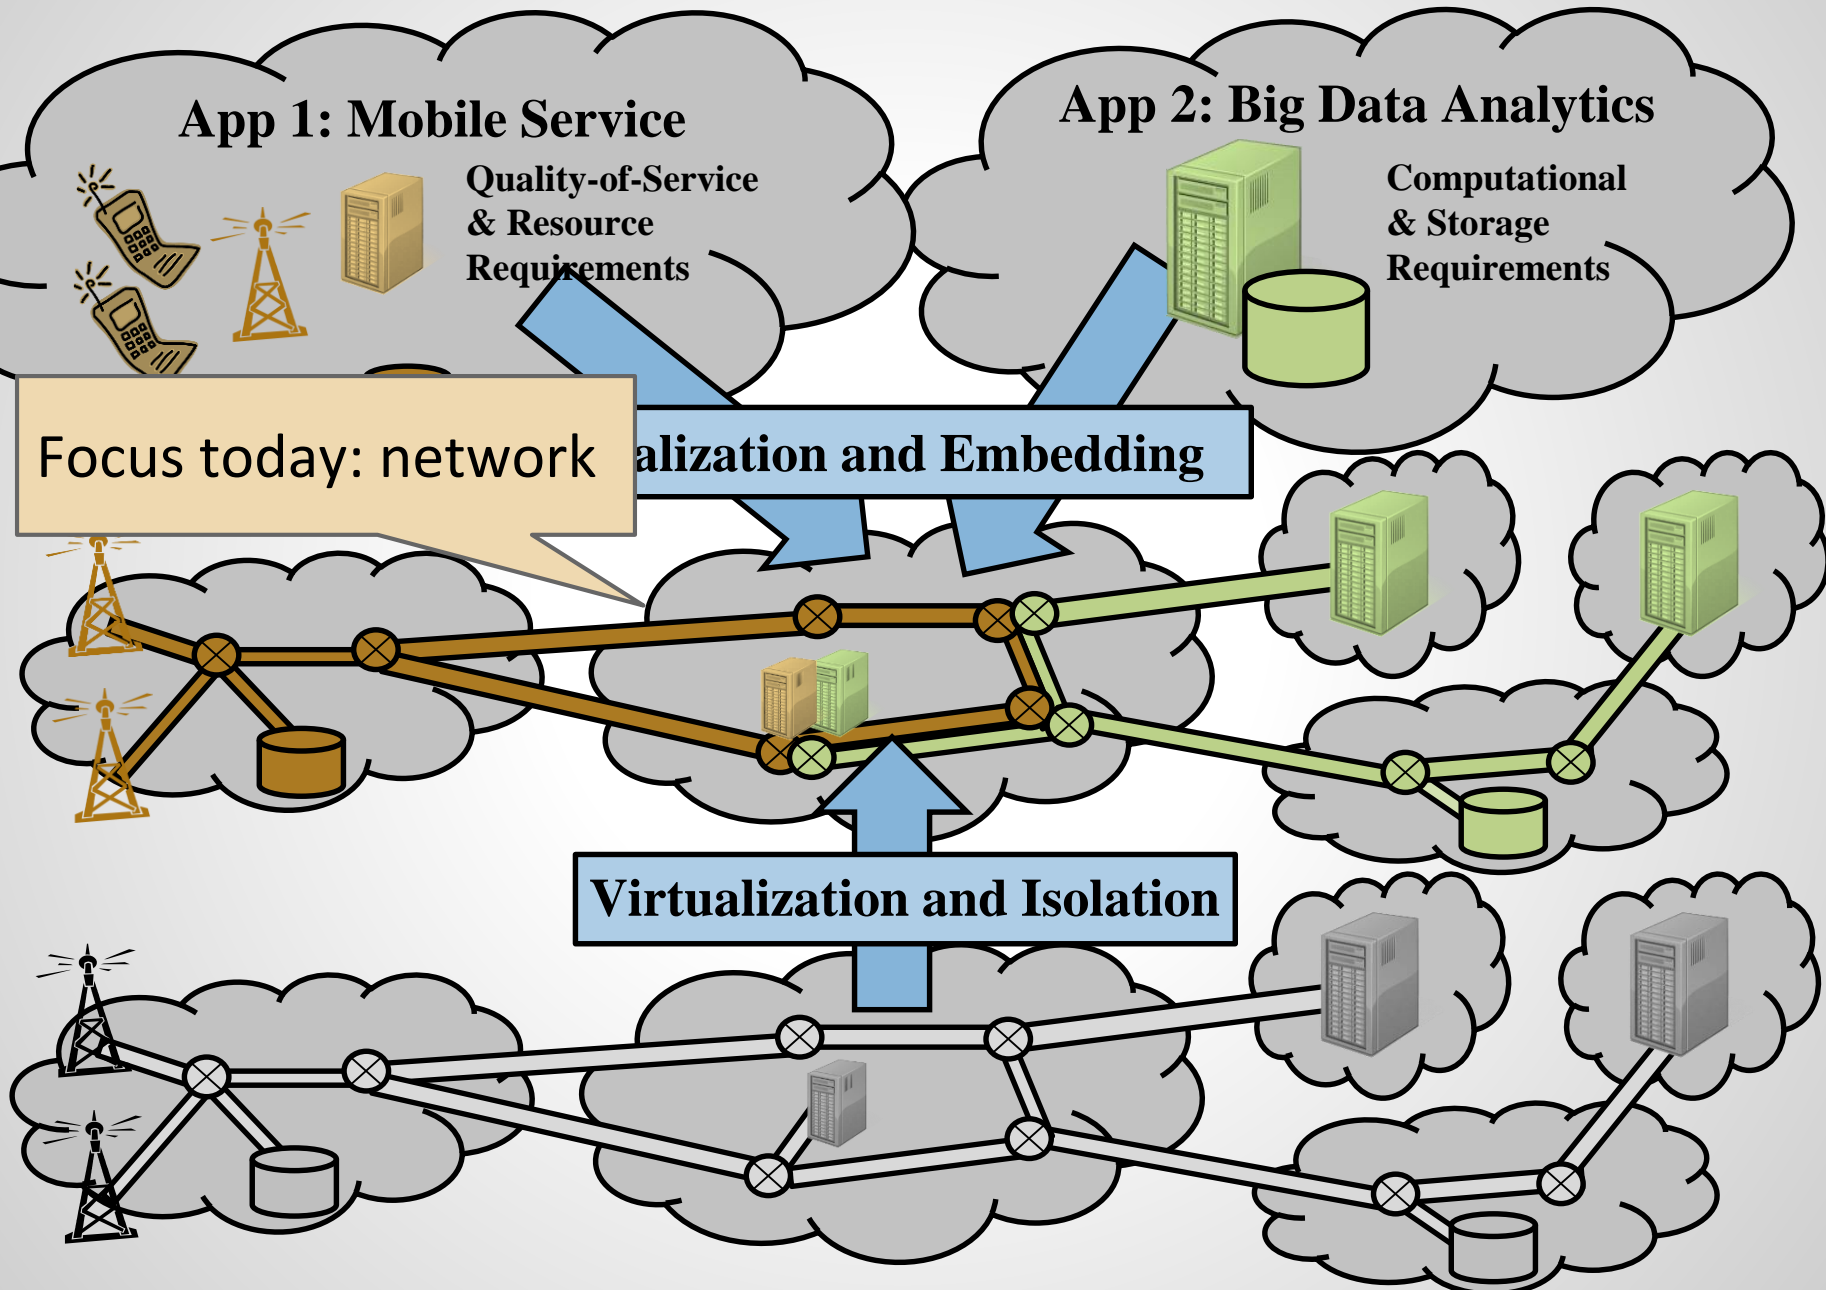 App 1: Mobile Service
Quality-of-Service
& Resource
Requirements
App 2: Big Data Analytics
Computational
& Storage
Requirements
Focus today: network
alization and Embedding
Virtualization and Isolation